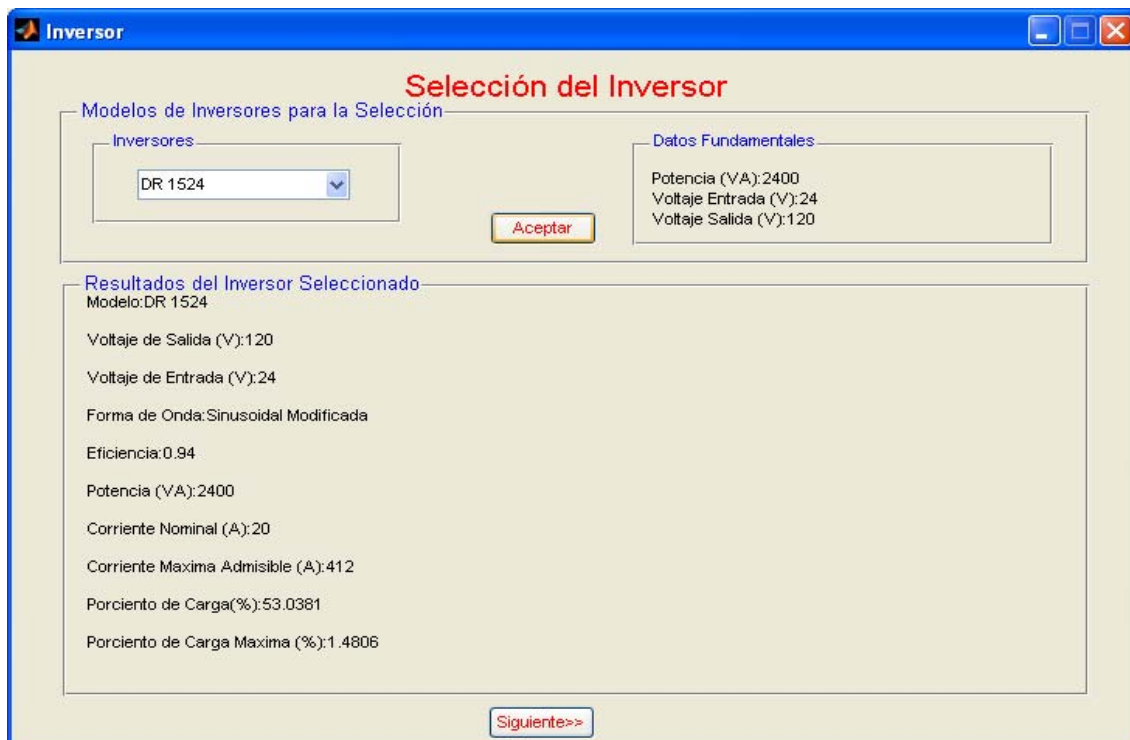 Inversor
Selección del Inversor
Modelos de Inversores para la Selección
Inversores
DR 1524
Aceptar
Datos Fundamentales
Potencia (VA):2400
Voltaje Entrada (V):24
Voltaje Salida (V):120
Resultados del Inversor Seleccionado
Modelo:DR 1524
Voltaje de Salida (V):120
Voltaje de Entrada (V):24
Forma de Onda:Sinusoidal Modificada
Eficiencia:0.94
Potencia (VA):2400
Corriente Nominal (A):20
Corriente Maxima Admisible (A):412
Porciento de Carga(%):53.0381
Porciento de Carga Maxima (%):1.4806
Siguiente>>